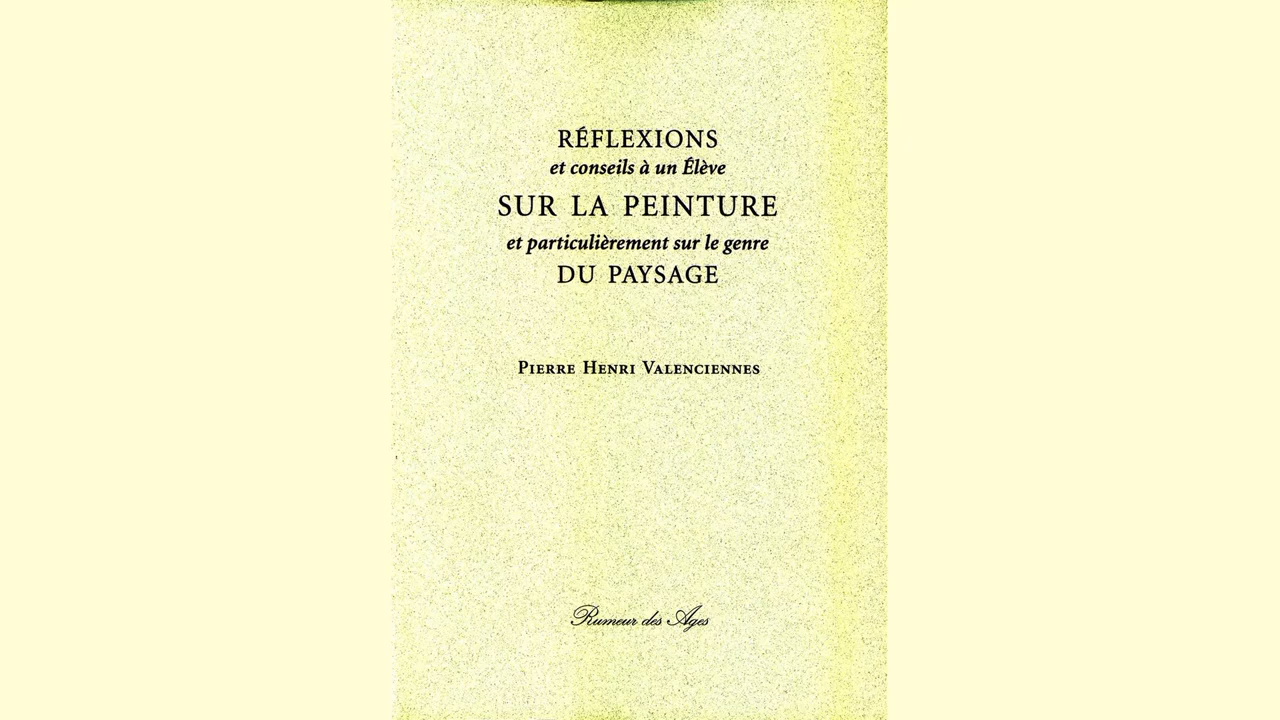 RÉFLEXIONS
et conseils à un Élève
SUR LA PEINTURE
et particulièrement sur le genre
DU PAYSAGE
Pierre Henri Valenciennes
Rumeur des Ages